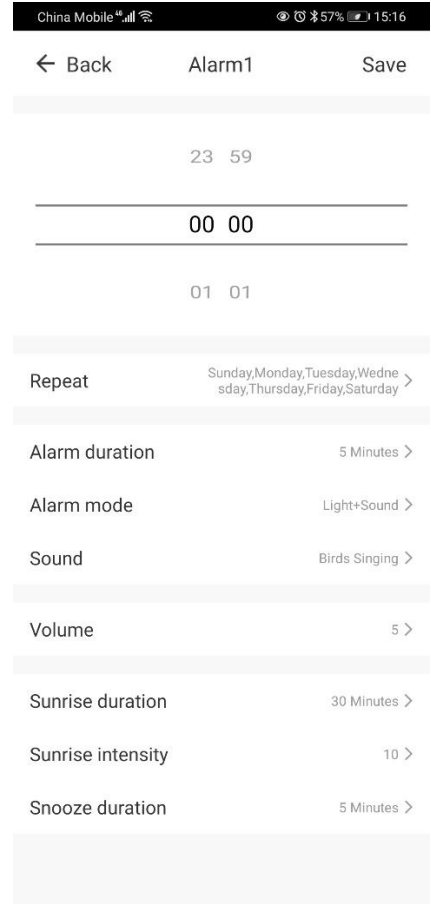 China Mobile 4G 57% 15:16
← Back Alarm1 Save
23 59
00 00
01 01
Repeat Sunday,Monday,Tuesday,Wedne
sday,Thursday,Friday,Saturday >
Alarm duration 5 Minutes >
Alarm mode Light+Sound >
Sound Birds Singing >
Volume 5 >
Sunrise duration 30 Minutes >
Sunrise intensity 10 >
Snooze duration 5 Minutes >